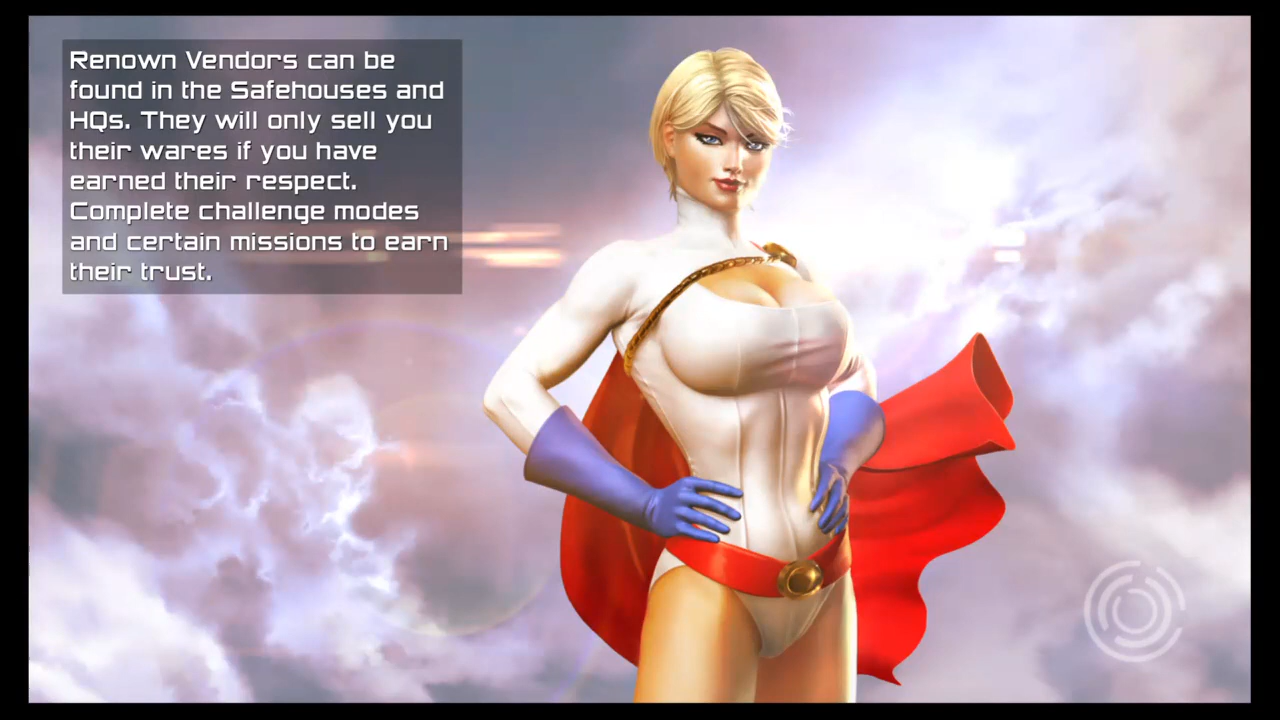 Renown Vendors can be
found in the Safehouses and
HQs. They will only sell you
their wares if you have
earned their respect.
Complete challenge modes
and certain missions to earn
their trust.